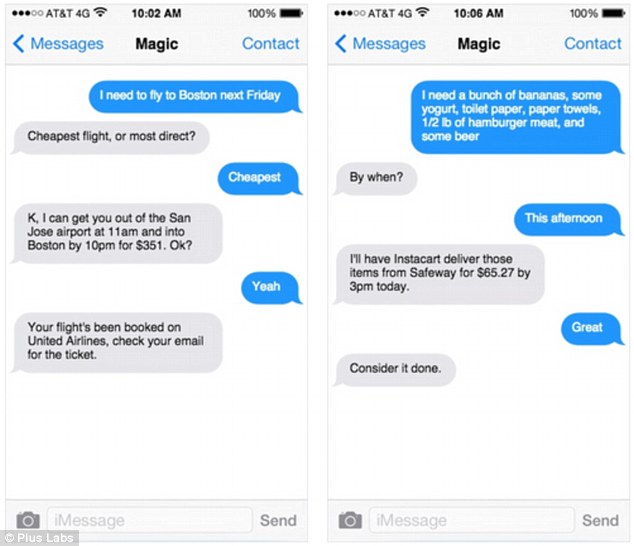 AT&T 4G 10:02 AM 100%
Messages Magic Contact
I need to fly to Boston next Friday
Cheapest flight, or most direct?
Cheapest
K, I can get you out of the San
Jose airport at 11am and into
Boston by 10pm for $351. Ok?
Yeah
Your flight's been booked on
United Airlines, check your email
for the ticket.
iMessage Send
© Plus Labs
AT&T 4G 10:06 AM 100%
Messages Magic Contact
I need a bunch of bananas, some
yogurt, toilet paper, paper towels,
1/2 lb of hamburger meat, and
some beer
By when?
This afternoon
I'll have Instacart deliver those
items from Safeway for $65.27 by
3pm today.
Great
Consider it done.
iMessage Send